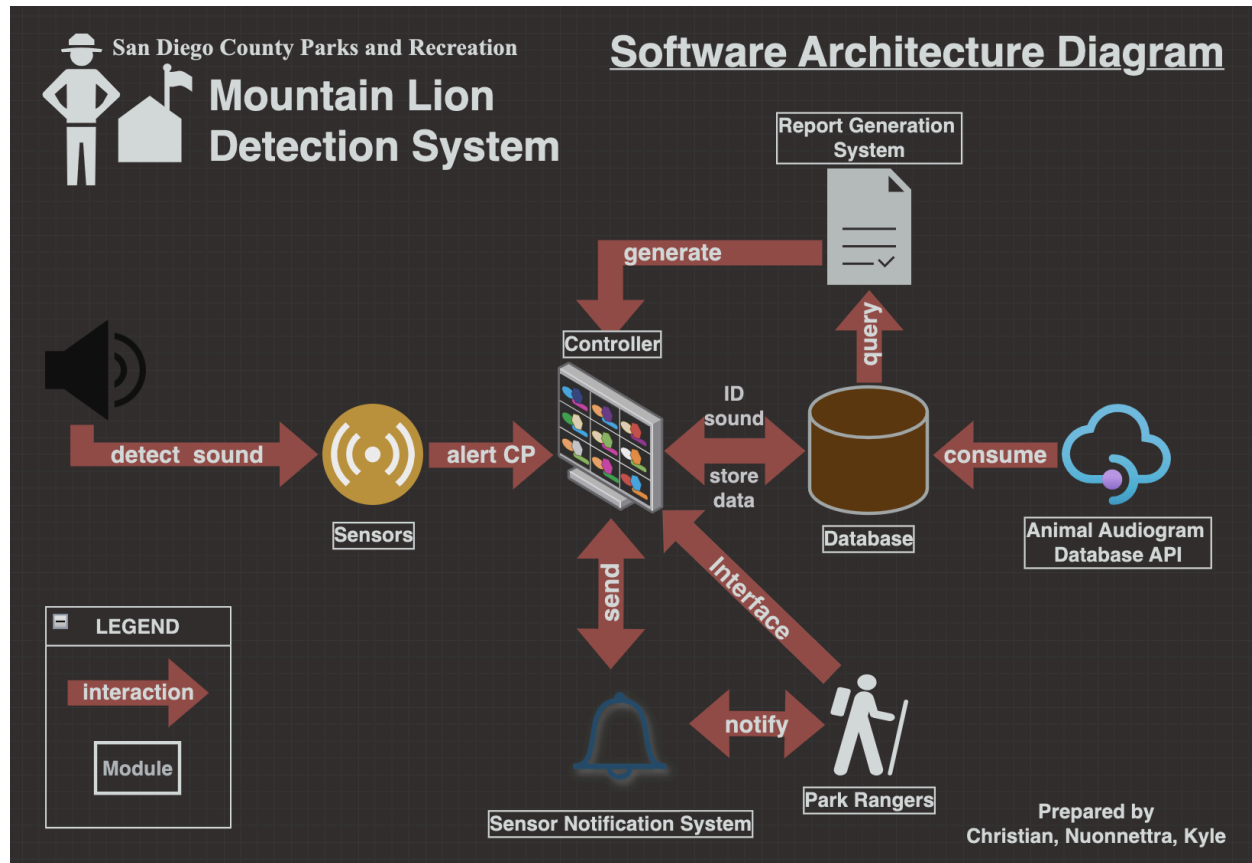 San Diego County Parks and Recreation
Mountain Lion
Detection System
Software Architecture Diagram
Report Generation
System
generate
query
Controller
ID
sound
detect sound
alert CP
consume
store
data
Sensors
Database
Animal Audiogram
Database API
send
Interface
LEGEND
interaction
Module
notify
Park Rangers
Sensor Notification System
Prepared by
Christian, Nuonnettra, Kyle